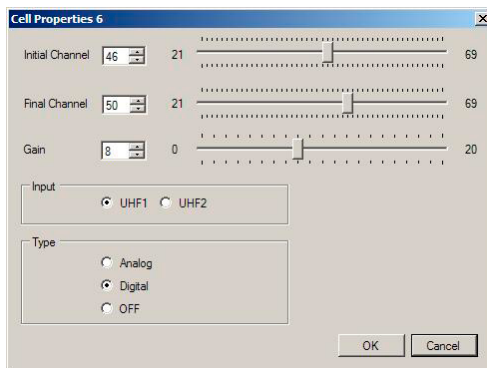 Cell Properties 6
Initial Channel 46 21 69
Final Channel 50 21 69
Gain 8 0 20
Input
UHF1 UHF2
Type
Analog
Digital
OFF
OK Cancel